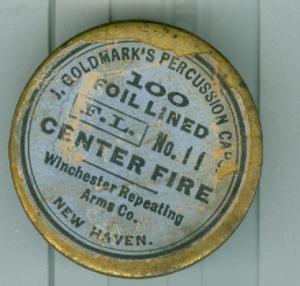 J. GOLDMARK'S PERCUSSION CAPS
100
FOIL LINED
F.L. No. 11
CENTER FIRE
Winchester Repeating
Arms Co.
NEW HAVEN.